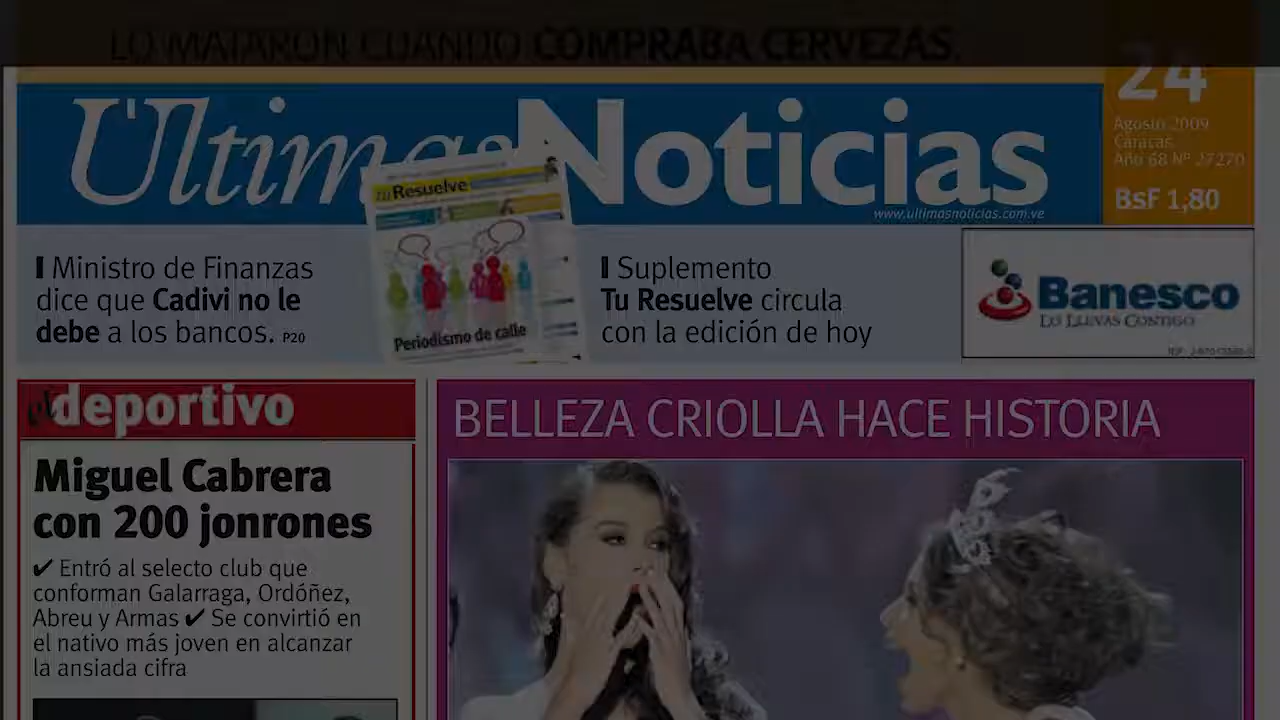 LO MATARON CUANDO COMPRABA CERVEZAS.
24
Agosto 2009
Caracas
Año 68 Nº 27270
BsF 1,80
Últimas Noticias
www.ultimasnoticias.com.ve
I Ministro de Finanzas
dice que Cadivi no le
debe a los bancos. P20
Tu Resuelve
Periodismo de calle
I Suplemento
Tu Resuelve circula
con la edición de hoy
Banesco
LO LLEVAS CONTIGO
el deportivo
Miguel Cabrera
con 200 jonrones
✔ Entró al selecto club que
conforman Galarraga, Ordóñez,
Abreu y Armas ✔ Se convirtió en
el nativo más joven en alcanzar
la ansiada cifra
BELLEZA CRIOLLA HACE HISTORIA